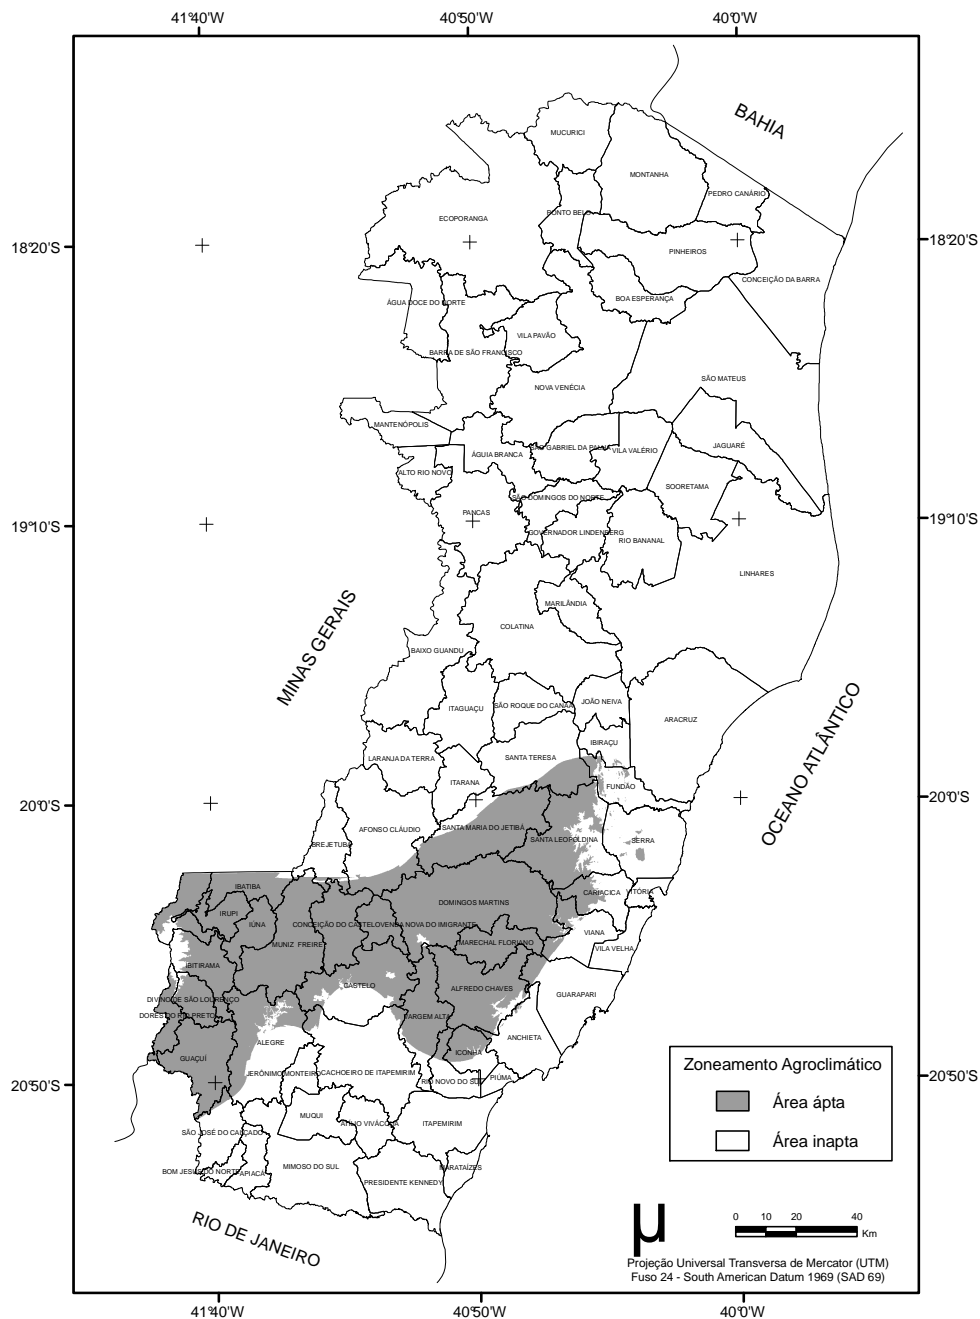 41°40'W 40°50'W 40°0'W
BAHIA
MUCURICI
MONTANHA
PEDRO CANÁRIO
PONTO BELO
ECOPORANGA
18°20'S 18°20'S
PINHEIROS
CONCEIÇÃO DA BARRA
BOA ESPERANÇA
ÁGUA DOCE DO NORTE
VILA PAVÃO
BARRA DE SÃO FRANCISCO
SÃO MATEUS
NOVA VENÉCIA
MANTENÓPOLIS
JAGUARÉ
SÃO GABRIEL DA PALHA
VILA VALÉRIO
ÁGUIA BRANCA
ALTO RIO NOVO
SOORETAMA
SÃO DOMINGOS DO NORTE
PANCAS
19°10'S 19°10'S
GOVERNADOR LINDENBERG
RIO BANANAL
LINHARES
MARILÂNDIA
COLATINA
MINAS GERAIS
BAIXO GUANDU
JOÃO NEIVA
SÃO ROQUE DO CANAÃ
ITAGUAÇU
ARACRUZ
OCEANO ATLÂNTICO
IBIRAÇU
LARANJA DA TERRA
SANTA TERESA
ITARANA
FUNDÃO
20°0'S 20°0'S
AFONSO CLÁUDIO
SANTA MARIA DO JETIBÁ
SANTA LEOPOLDINA
SERRA
BREJETUBA
IBATIBA
CARIACICA
VITÓRIA
DOMINGOS MARTINS
IRUPI
IÚNA
CONCEIÇÃO DO CASTELO
VENDA NOVA DO IMIGRANTE
VIANA
MUNIZ FREIRE
MARECHAL FLORIANO
VILA VELHA
IBITIRAMA
CASTELO
ALFREDO CHAVES
GUARAPARI
DIVINO DE SÃO LOURENÇO
DORES DO RIO PRETO
VARGEM ALTA
ANCHIETA
ALEGRE
ICONHA
GUAÇUÍ
JERÔNIMO MONTEIRO
CACHOEIRO DE ITAPEMIRIM
RIO NOVO DO SUL
PIÚMA
20°50'S 20°50'S
MUQUI
ATÍLIO VIVÁCQUA
ITAPEMIRIM
SÃO JOSÉ DO CALÇADO
BOM JESUS DO NORTE
APIACÁ
MIMOSO DO SUL
MARATAÍZES
PRESIDENTE KENNEDY
RIO DE JANEIRO
Zoneamento Agroclimático
Área ápta
Área inapta
µ
0 10 20 40
Km
Projeção Universal Transversa de Mercator (UTM)
Fuso 24 - South American Datum 1969 (SAD 69)
41°40'W 40°50'W 40°0'W